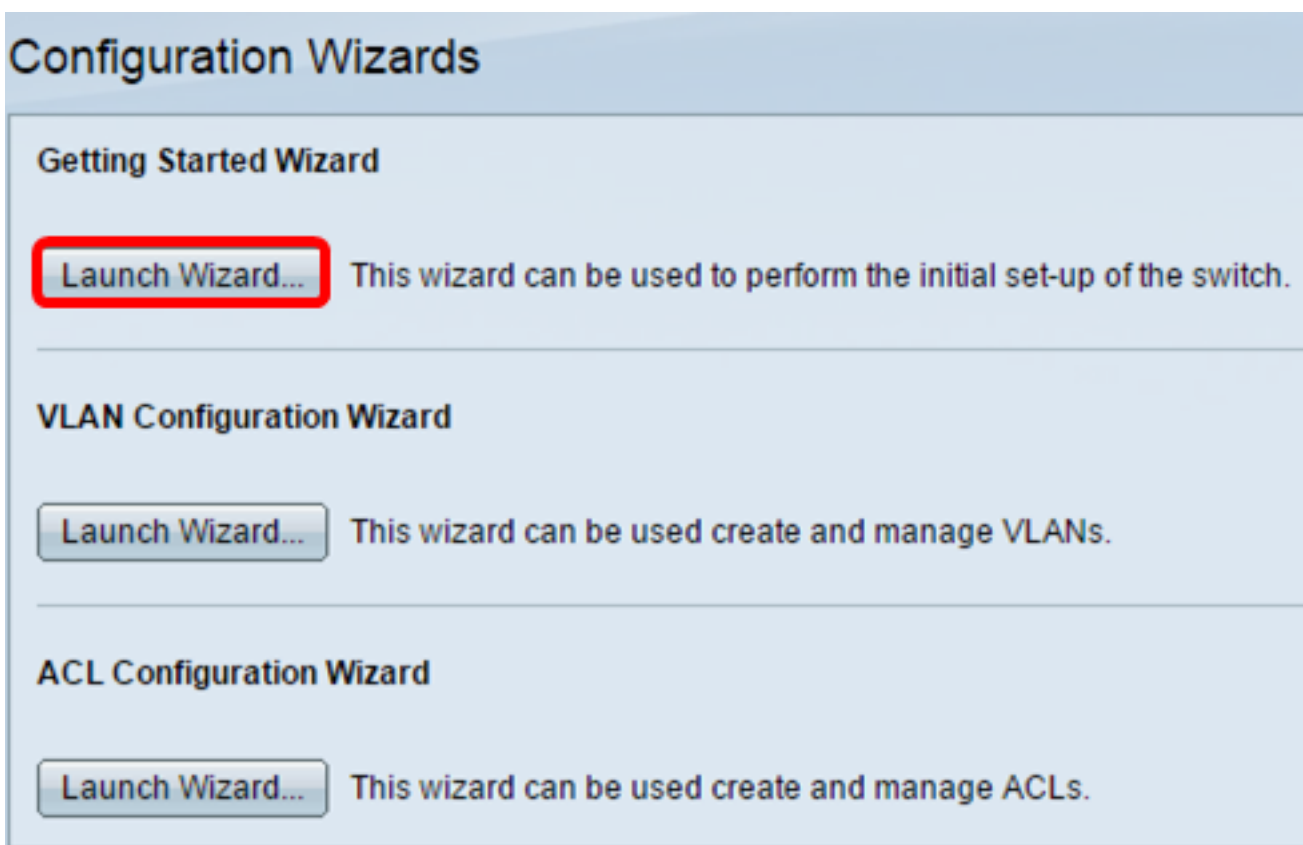 Configuration Wizards
Getting Started Wizard
Launch Wizard... This wizard can be used to perform the initial set-up of the switch.
VLAN Configuration Wizard
Launch Wizard... This wizard can be used create and manage VLANs.
ACL Configuration Wizard
Launch Wizard... This wizard can be used create and manage ACLs.